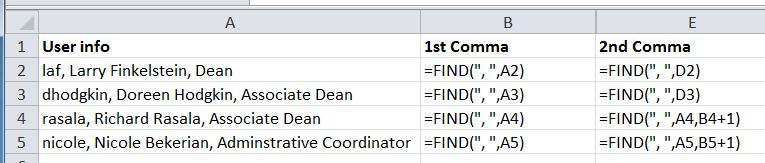 A B E
1 User info 1st Comma 2nd Comma
2 laf, Larry Finkelstein, Dean =FIND(", ",A2) =FIND(", ",D2)
3 dhodgkin, Doreen Hodgkin, Associate Dean =FIND(", ",A3) =FIND(", ",D3)
4 rasala, Richard Rasala, Associate Dean =FIND(", ",A4) =FIND(", ",A4,B4+1)
5 nicole, Nicole Bekerian, Adminstrative Coordinator =FIND(", ",A5) =FIND(", ",A5,B5+1)